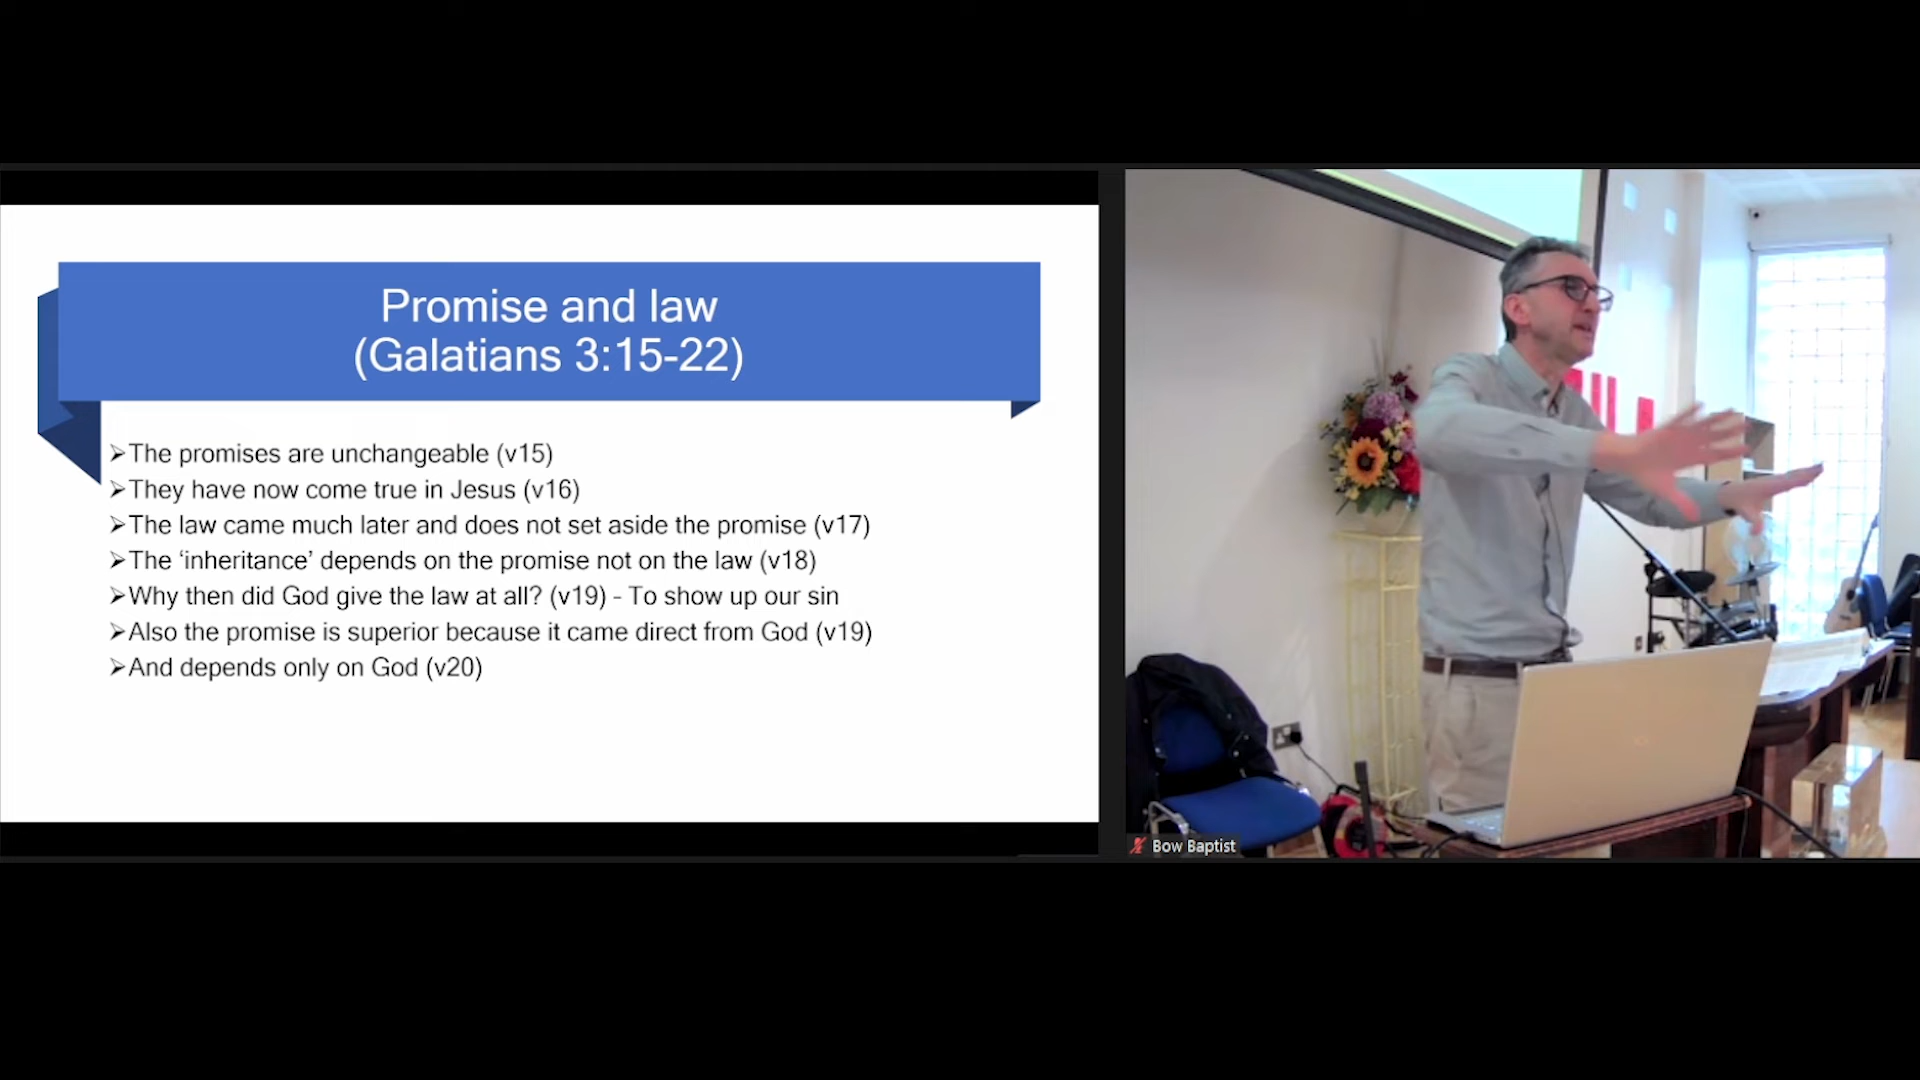 Promise and law
(Galatians 3:15-22)
➢The promises are unchangeable (v15)
➢They have now come true in Jesus (v16)
➢The law came much later and does not set aside the promise (v17)
➢The ‘inheritance’ depends on the promise not on the law (v18)
➢Why then did God give the law at all? (v19) - To show up our sin
➢Also the promise is superior because it came direct from God (v19)
➢And depends only on God (v20)
Bow Baptist